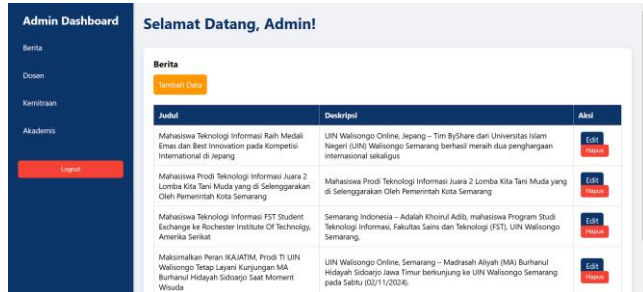 Admin Dashboard
Berita
Dosen
Kemitraan
Akademis
Logout
Selamat Datang, Admin!
Berita
Tambah Data
Judul Deskripsi Aksi
Mahasiswa Teknologi Informasi Raih Medali
Emas dan Best Innovation pada Kompetisi
International di Jepang
UIN Walisongo Online, Jepang – Tim ByShare dari Universitas Islam
Negeri (UIN) Walisongo Semarang berhasil meraih dua penghargaan
internasional sekaligus
Edit
Hapus
Mahasiswa Prodi Teknologi Informasi Juara 2
Lomba Kita Tani Muda yang di Selenggarakan
Oleh Pemerintah Kota Semarang
Mahasiswa Prodi Teknologi Informasi Juara 2 Lomba Kita Tani Muda yang
di Selenggarakan Oleh Pemerintah Kota Semarang
Edit
Hapus
Mahasiswa Teknologi Informasi FST Student
Exchange ke Rochester Institute Of Technolgy,
Amerika Serikat
Semarang Indonesia – Adalah Khoirul Adib, mahasiswa Program Studi
Teknologi Informasi, Fakultas Sains dan Teknologi (FST), UIN Walisongo
Semarang,
Edit
Hapus
Maksimalkan Peran IKAJATIM, Prodi TI UIN
Walisongo Tetap Layani Kunjungan MA
Burhanul Hidayah Sidoarjo Saat Moment
Wisuda
UIN Walisongo Online, Semarang – Madrasah Aliyah (MA) Burhanul
Hidayah Sidoarjo Jawa Timur berkunjung ke UIN Walisongo Semarang
pada Sabtu (02/11/2024).
Edit
Hapus